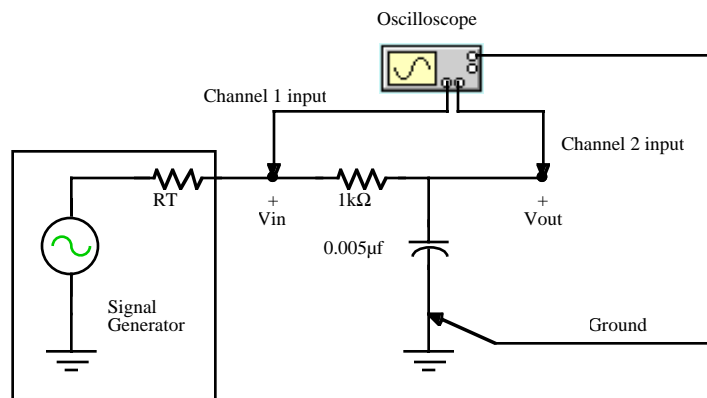 Oscilloscope
Channel 1 input
Channel 2 input
RT
+
Vin
1kΩ
+
Vout
0.005µf
Signal
Generator
Ground